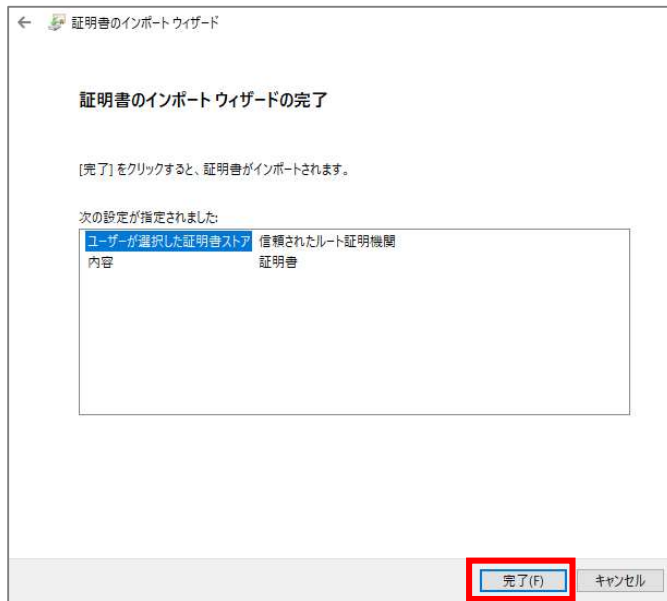 証明書のインポート ウィザード
証明書のインポート ウィザードの完了
[完了] をクリックすると、証明書がインポートされます。
次の設定が指定されました:
ユーザーが選択した証明書ストア 信頼されたルート証明機関
内容 証明書
完了(F) キャンセル